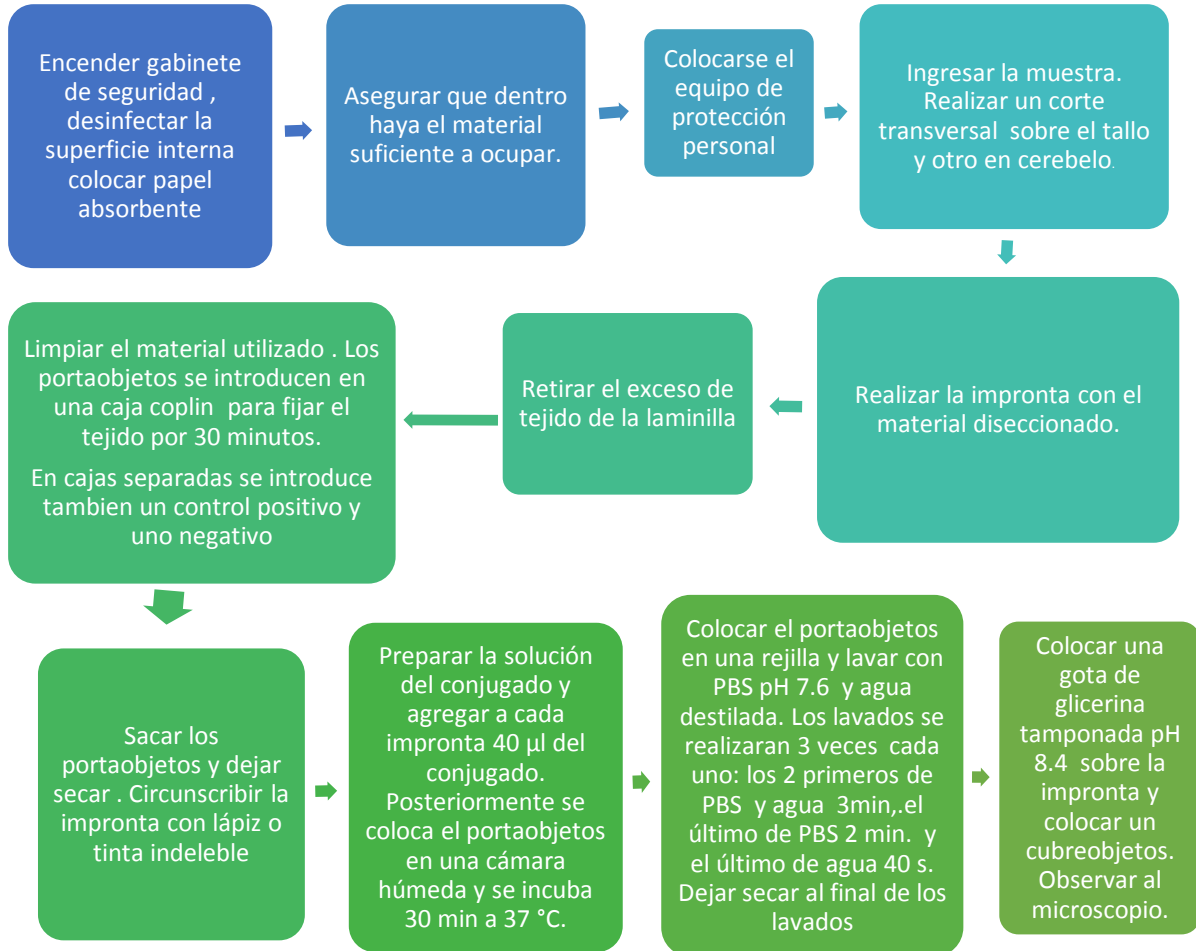 Encender gabinete
de seguridad ,
desinfectar la
superficie interna
colocar papel
absorbente
Asegurar que dentro
haya el material
suficiente a ocupar.
Colocarse el
equipo de
protección
personal
Ingresar la muestra.
Realizar un corte
transversal sobre el tallo
y otro en cerebelo.
Realizar la impronta con el
material diseccionado.
Retirar el exceso de
tejido de la laminilla
Limpiar el material utilizado . Los
portaobjetos se introducen en
una caja coplin para fijar el
tejido por 30 minutos.
En cajas separadas se introduce
tambien un control positivo y
uno negativo
Sacar los
portaobjetos y dejar
secar . Circunscribir la
impronta con lápiz o
tinta indeleble
Preparar la solución
del conjugado y
agregar a cada
impronta 40 µl del
conjugado.
Posteriormente se
coloca el portaobjetos
en una cámara
húmeda y se incuba
30 min a 37 °C.
Colocar el portaobjetos
en una rejilla y lavar con
PBS pH 7.6 y agua
destilada. Los lavados se
realizaran 3 veces cada
uno: los 2 primeros de
PBS y agua 3min,.el
último de PBS 2 min. y
el último de agua 40 s.
Dejar secar al final de los
lavados
Colocar una
gota de
glicerina
tamponada pH
8.4 sobre la
impronta y
colocar un
cubreobjetos.
Observar al
microscopio.